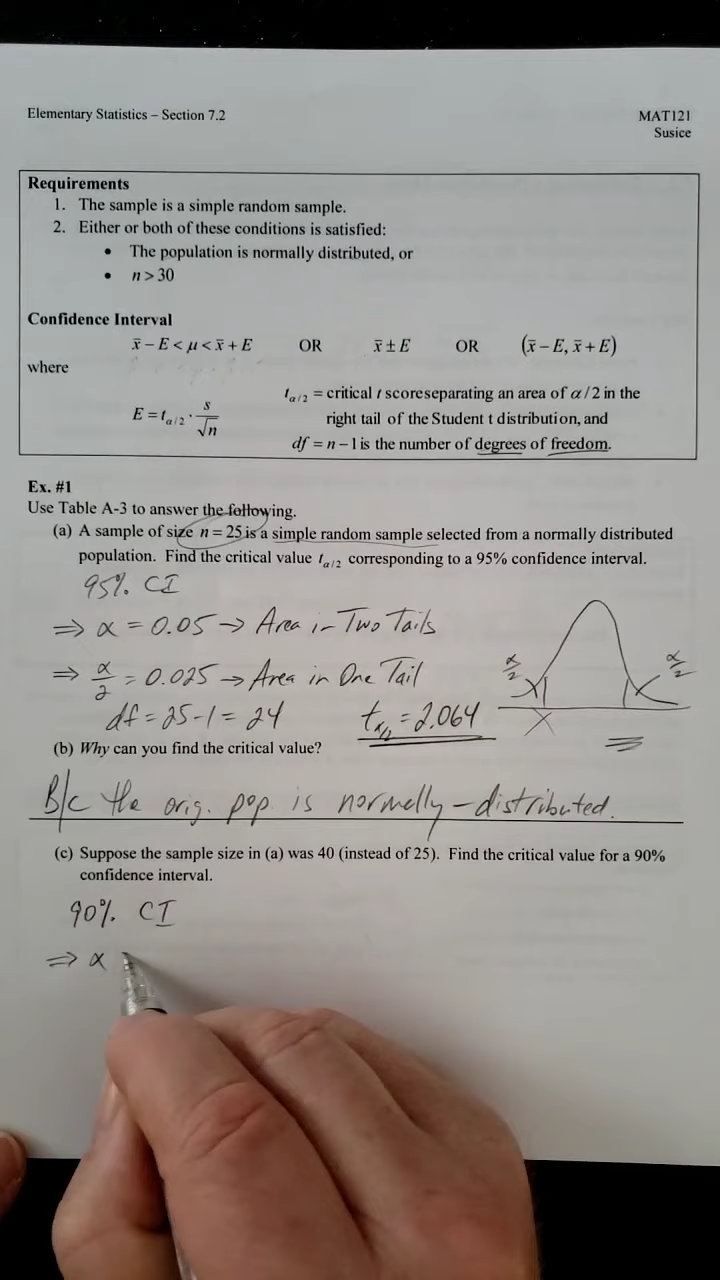 Elementary Statistics – Section 7.2
MAT121
Susice
Requirements
1. The sample is a simple random sample.
2. Either or both of these conditions is satisfied:
• The population is normally distributed, or
• n > 30
Confidence Interval
x̄ − E < μ < x̄ + E OR x̄ ± E OR (x̄ − E, x̄ + E)
where
E = t_{α/2} · s/√n
t_{α/2} = critical t score separating an area of α/2 in the
right tail of the Student t distribution, and
df = n − 1 is the number of degrees of freedom.
Ex. #1
Use Table A-3 to answer the following.
(a) A sample of size n = 25 is a simple random sample selected from a normally distributed
population. Find the critical value t_{α/2} corresponding to a 95% confidence interval.
95% CI
⇒ α = 0.05 → Area in Two Tails
⇒ α/2 = 0.025 → Area in One Tail
α/2
α/2
df = 25 - 1 = 24
t_{α/2} = 2.064
(b) Why can you find the critical value?
B/c the orig. pop. is normally-distributed.
(c) Suppose the sample size in (a) was 40 (instead of 25). Find the critical value for a 90%
confidence interval.
90% CI
⇒ α